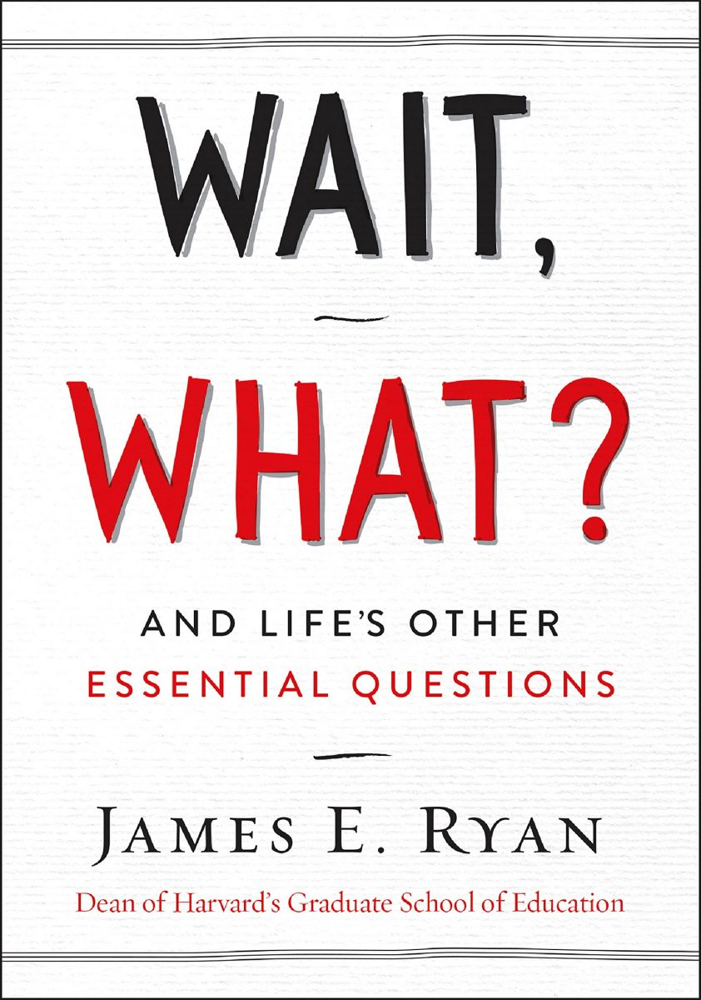 WAIT,
WHAT?
AND LIFE'S OTHER
ESSENTIAL QUESTIONS
JAMES E. RYAN
Dean of Harvard's Graduate School of Education